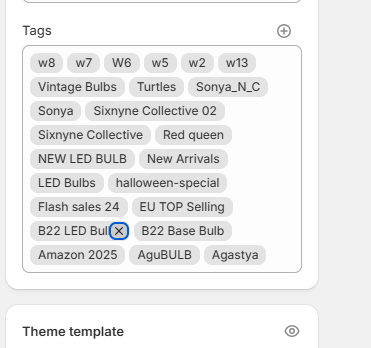 Tags
w8 w7 W6 w5 w2 w13
Vintage Bulbs Turtles Sonya_N_C
Sonya Sixnyne Collective 02
Sixnyne Collective Red queen
NEW LED BULB New Arrivals
LED Bulbs halloween-special
Flash sales 24 EU TOP Selling
B22 LED Bul B22 Base Bulb
Amazon 2025 AguBULB Agastya
Theme template